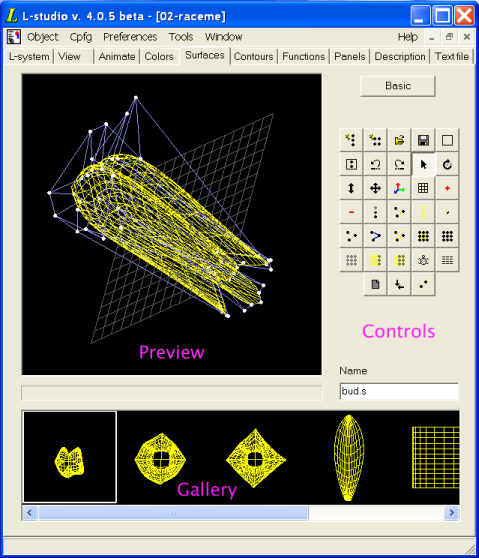 L-studio v. 4.0.5 beta - [02-raceme]
Object Cpfg Preferences Tools Window Help
L-system View Animate Colors Surfaces Contours Functions Panels Description Text file
Basic
Preview
Controls
Name
bud.s
Gallery